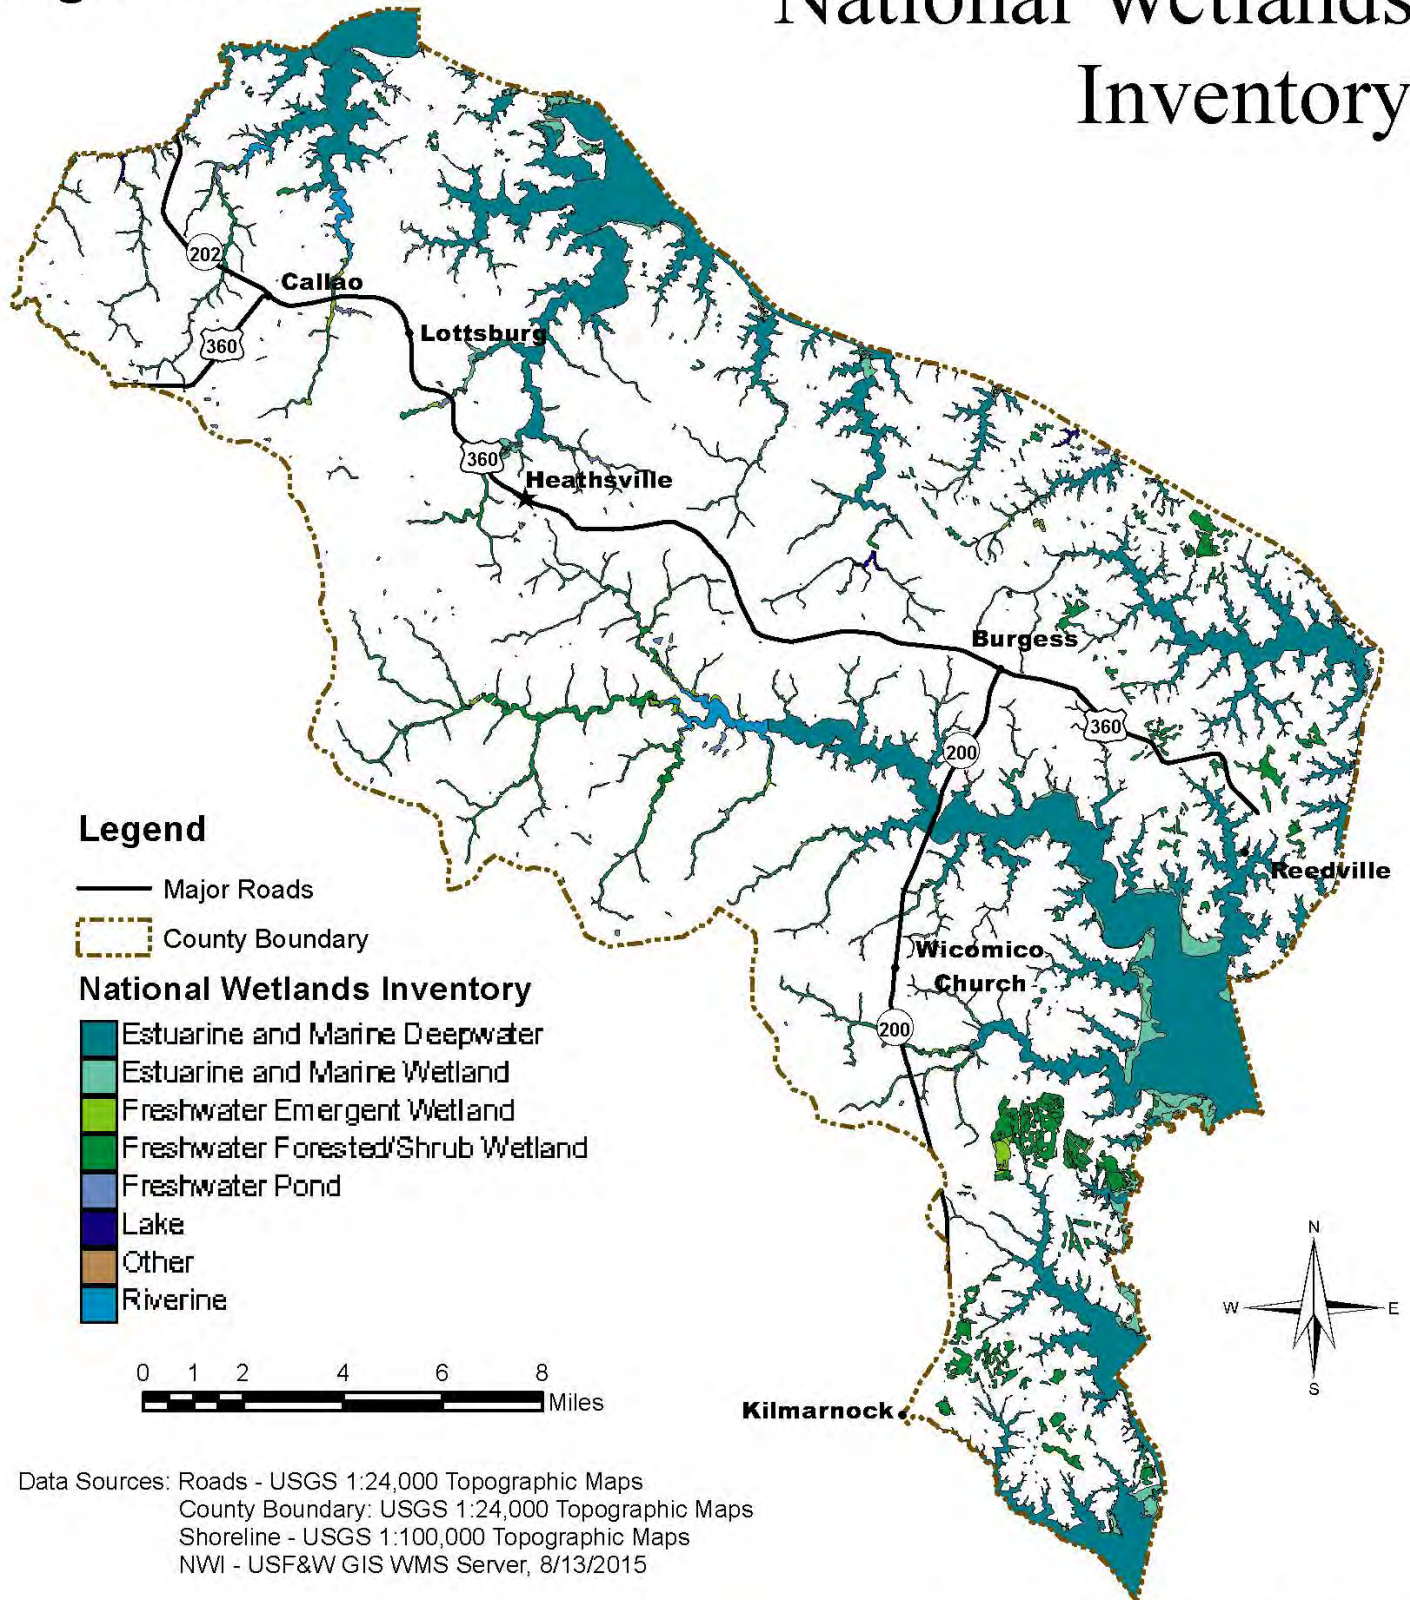 National Wetlands
Inventory
202
Callao
360
Lottsburg
360
Heathsville
Burgess
360
200
Reedville
Wicomico
Church
200
Kilmarnock
Legend
Major Roads
County Boundary
National Wetlands Inventory
Estuarine and Marine Deepwater
Estuarine and Marine Wetland
Freshwater Emergent Wetland
Freshwater Forested/Shrub Wetland
Freshwater Pond
Lake
Other
Riverine
0 1 2 4 6 8
Miles
N
W E
S
Data Sources: Roads - USGS 1:24,000 Topographic Maps
County Boundary: USGS 1:24,000 Topographic Maps
Shoreline - USGS 1:100,000 Topographic Maps
NWI - USF&W GIS WMS Server, 8/13/2015